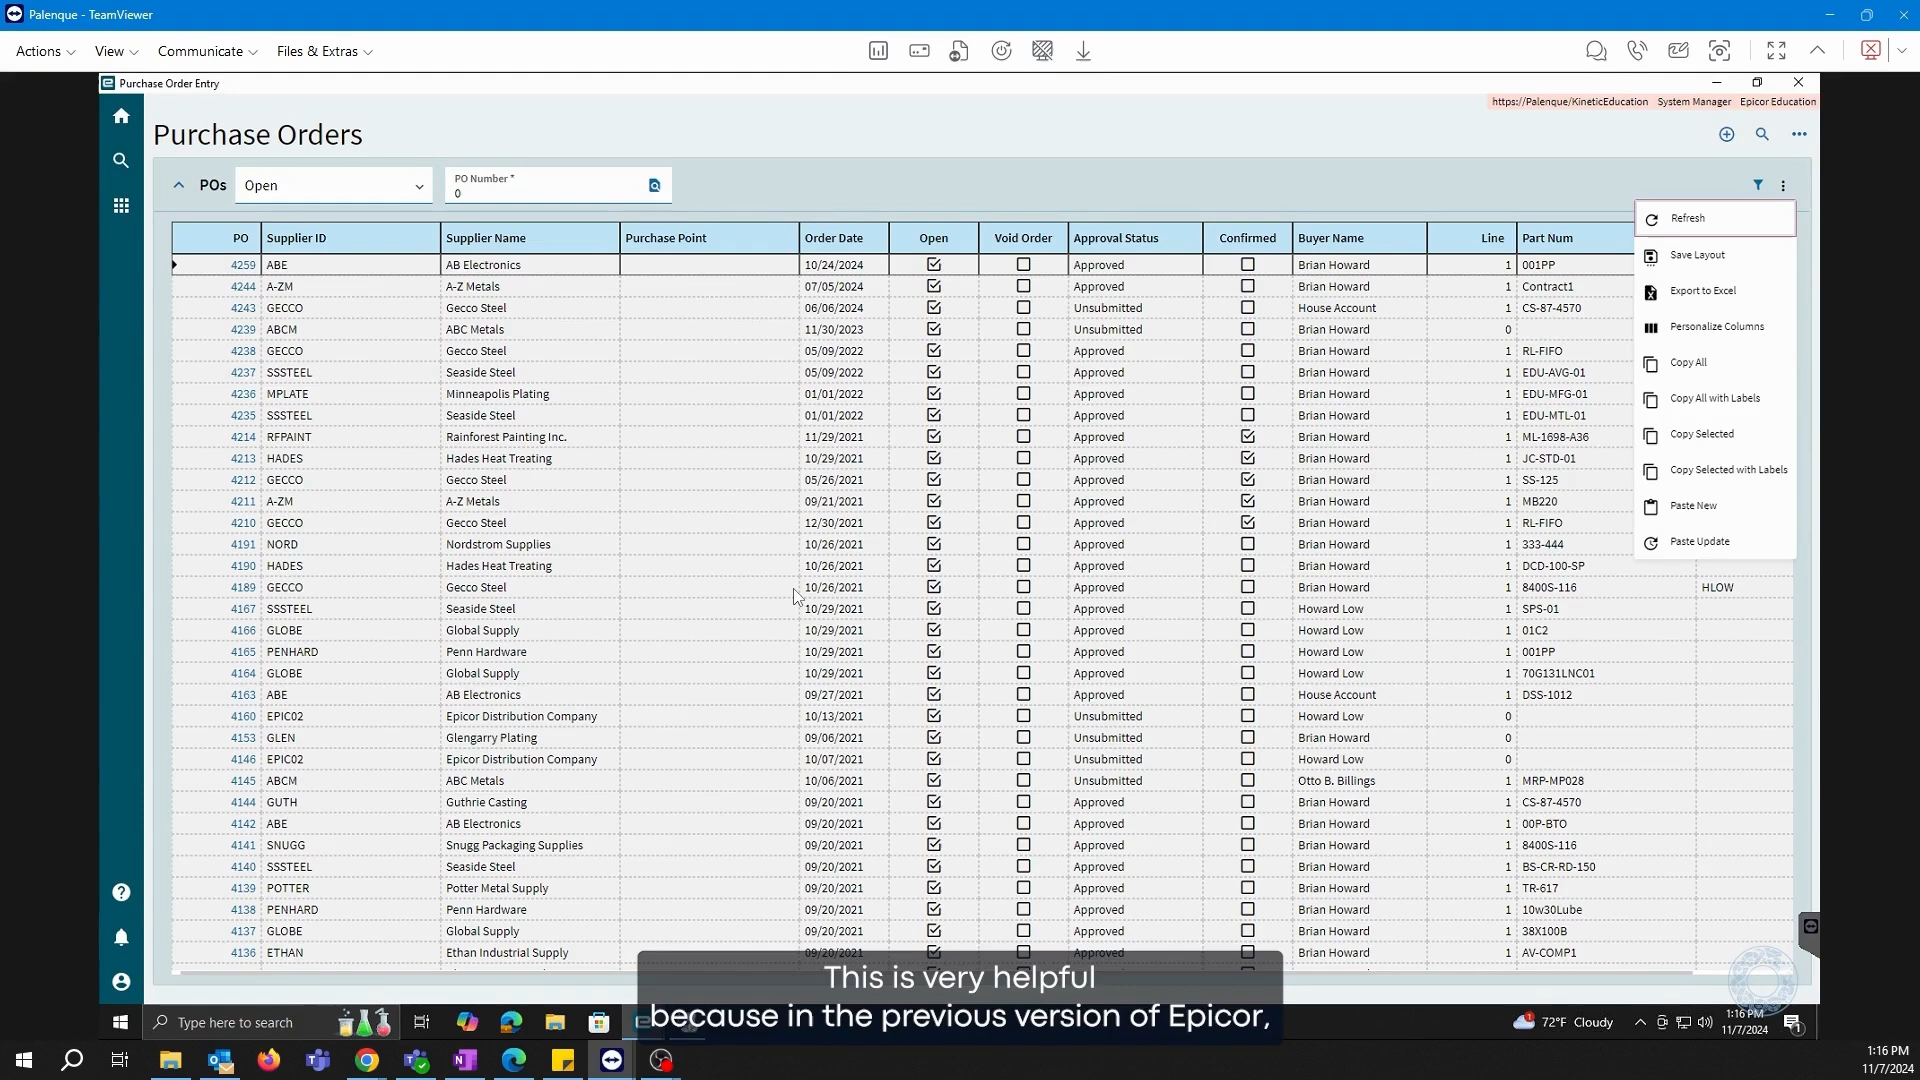 Palenque - TeamViewer
Actions View Communicate Files & Extras
Purchase Order Entry
https://Palenque/KineticEducation System Manager Epicor Education
Purchase Orders
POs Open PO Number * 0
PO Supplier ID Supplier Name Purchase Point Order Date Open Void Order Approval Status Confirmed Buyer Name Line Part Num
4259 ABE AB Electronics 10/24/2024 Approved Brian Howard 1 001PP
4244 A-ZM A-Z Metals 07/05/2024 Approved Brian Howard 1 Contract1
4243 GECCO Gecco Steel 06/06/2024 Unsubmitted House Account 1 CS-87-4570
4239 ABCM ABC Metals 11/30/2023 Unsubmitted Brian Howard 0
4238 GECCO Gecco Steel 05/09/2022 Approved Brian Howard 1 RL-FIFO
4237 SSSTEEL Seaside Steel 05/09/2022 Approved Brian Howard 1 EDU-AVG-01
4236 MPLATE Minneapolis Plating 01/01/2022 Approved Brian Howard 1 EDU-MFG-01
4235 SSSTEEL Seaside Steel 01/01/2022 Approved Brian Howard 1 EDU-MTL-01
4214 RFPAINT Rainforest Painting Inc. 11/29/2021 Approved Brian Howard 1 ML-1698-A36
4213 HADES Hades Heat Treating 10/29/2021 Approved Brian Howard 1 JC-STD-01
4212 GECCO Gecco Steel 05/26/2021 Approved Brian Howard 1 SS-125
4211 A-ZM A-Z Metals 09/21/2021 Approved Brian Howard 1 MB220
4210 GECCO Gecco Steel 12/30/2021 Approved Brian Howard 1 RL-FIFO
4191 NORD Nordstrom Supplies 10/26/2021 Approved Brian Howard 1 333-444
4190 HADES Hades Heat Treating 10/26/2021 Approved Brian Howard 1 DCD-100-SP
4189 GECCO Gecco Steel 10/26/2021 Approved Brian Howard 1 8400S-116 HLOW
4167 SSSTEEL Seaside Steel 10/29/2021 Approved Howard Low 1 SPS-01
4166 GLOBE Global Supply 10/29/2021 Approved Howard Low 1 01C2
4165 PENHARD Penn Hardware 10/29/2021 Approved Howard Low 1 001PP
4164 GLOBE Global Supply 10/29/2021 Approved Howard Low 1 70G131LNC01
4163 ABE AB Electronics 09/27/2021 Approved House Account 1 DSS-1012
4160 EPIC02 Epicor Distribution Company 10/13/2021 Unsubmitted Howard Low 0
4153 GLEN Glengarry Plating 09/06/2021 Unsubmitted Brian Howard 0
4146 EPIC02 Epicor Distribution Company 10/07/2021 Unsubmitted Howard Low 0
4145 ABCM ABC Metals 10/06/2021 Unsubmitted Otto B. Billings 1 MRP-MP028
4144 GUTH Guthrie Casting 09/20/2021 Approved Brian Howard 1 CS-87-4570
4142 ABE AB Electronics 09/20/2021 Approved Brian Howard 1 00P-BTO
4141 SNUGG Snugg Packaging Supplies 09/20/2021 Approved Brian Howard 1 8400S-116
4140 SSSTEEL Seaside Steel 09/20/2021 Approved Brian Howard 1 BS-CR-RD-150
4139 POTTER Potter Metal Supply 09/20/2021 Approved Brian Howard 1 TR-617
4138 PENHARD Penn Hardware 09/20/2021 Approved Brian Howard 1 10w30Lube
4137 GLOBE Global Supply 09/20/2021 Approved Brian Howard 1 38X100B
4136 ETHAN Ethan Industrial Supply 09/20/2021 Approved Brian Howard 1 AV-COMP1
Refresh
Save Layout
Export to Excel
Personalize Columns
Copy All
Copy All with Labels
Copy Selected
Copy Selected with Labels
Paste New
Paste Update
This is very helpful
because in the previous version of Epicor,
Type here to search
72°F Cloudy
1:16 PM
11/7/2024
1
1:16 PM
11/7/2024